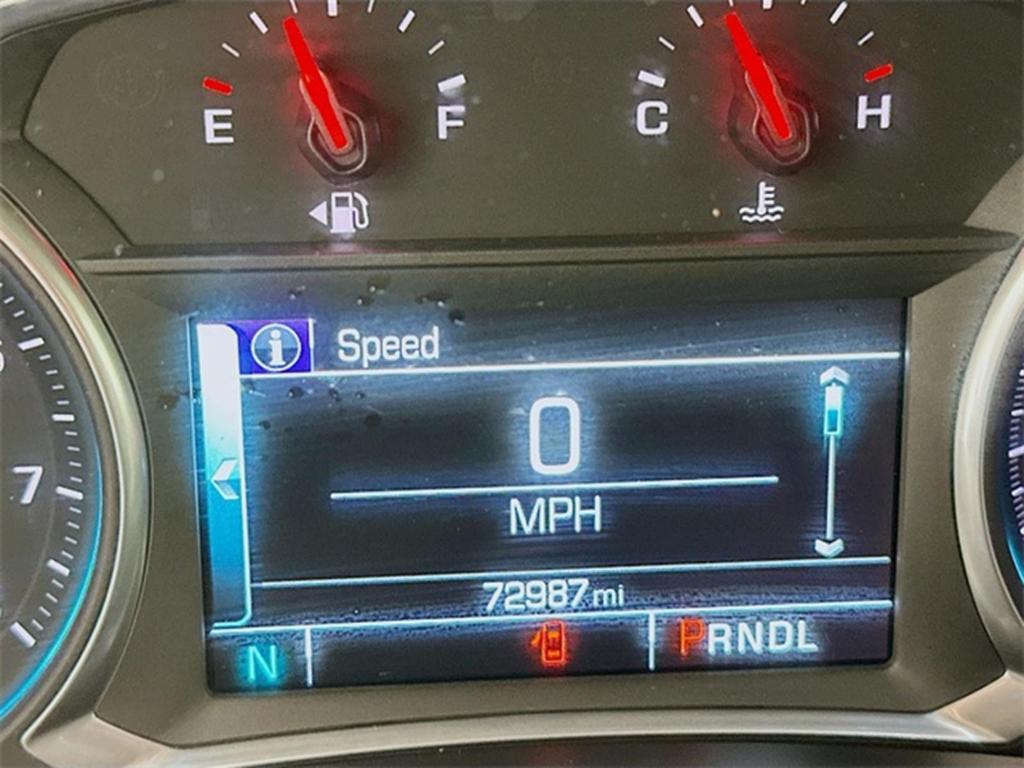 E F C H
Speed
0
7
MPH
72987 mi
N PRNDL